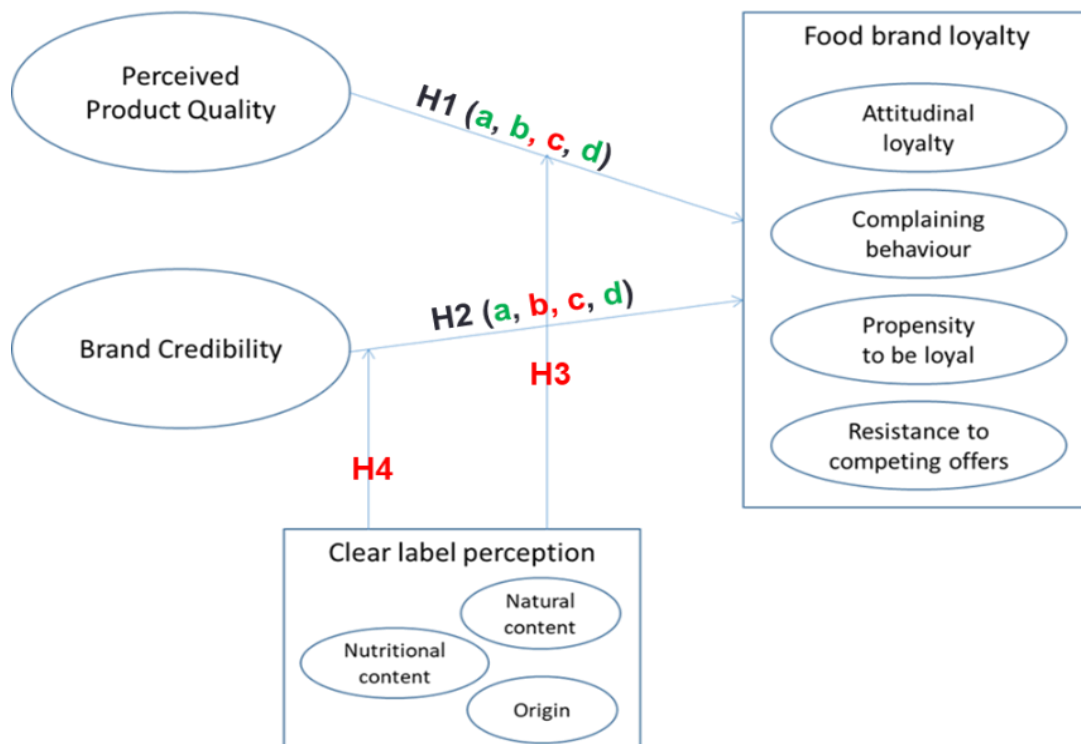 Perceived
Product Quality
H1 (a, b, c, d)
Food brand loyalty
Attitudinal
loyalty
Complaining
behaviour
Propensity
to be loyal
Resistance to
competing offers
Brand Credibility
H2 (a, b, c, d)
H3
H4
Clear label perception
Natural
content
Nutritional
content
Origin